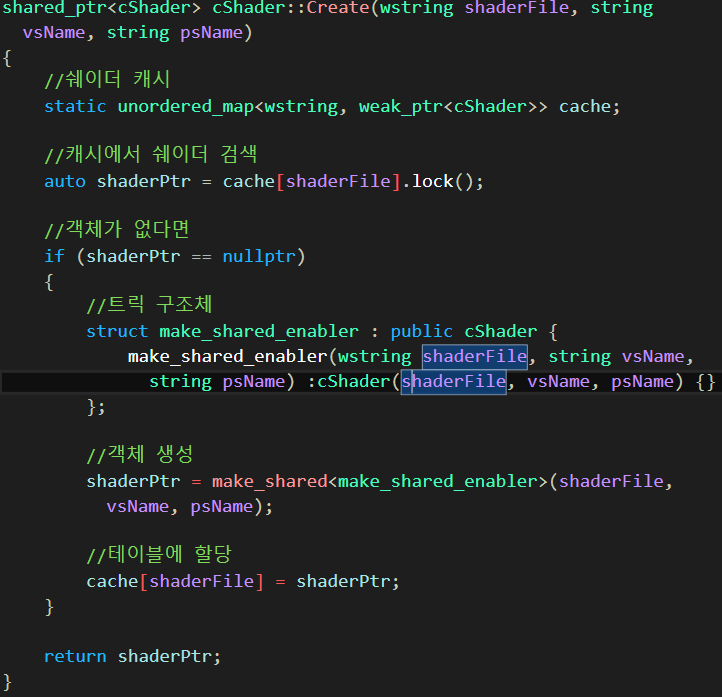 shared_ptr<cShader> cShader::Create(wstring shaderFile, string
vsName, string psName)
{
//쉐이더 캐시
static unordered_map<wstring, weak_ptr<cShader>> cache;
//캐시에서 쉐이더 검색
auto shaderPtr = cache[shaderFile].lock();
//객체가 없다면
if (shaderPtr == nullptr)
{
//트릭 구조체
struct make_shared_enabler : public cShader {
make_shared_enabler(wstring shaderFile, string vsName,
string psName) :cShader(shaderFile, vsName, psName) {}
};
//객체 생성
shaderPtr = make_shared<make_shared_enabler>(shaderFile,
vsName, psName);
//테이블에 할당
cache[shaderFile] = shaderPtr;
}
return shaderPtr;
}